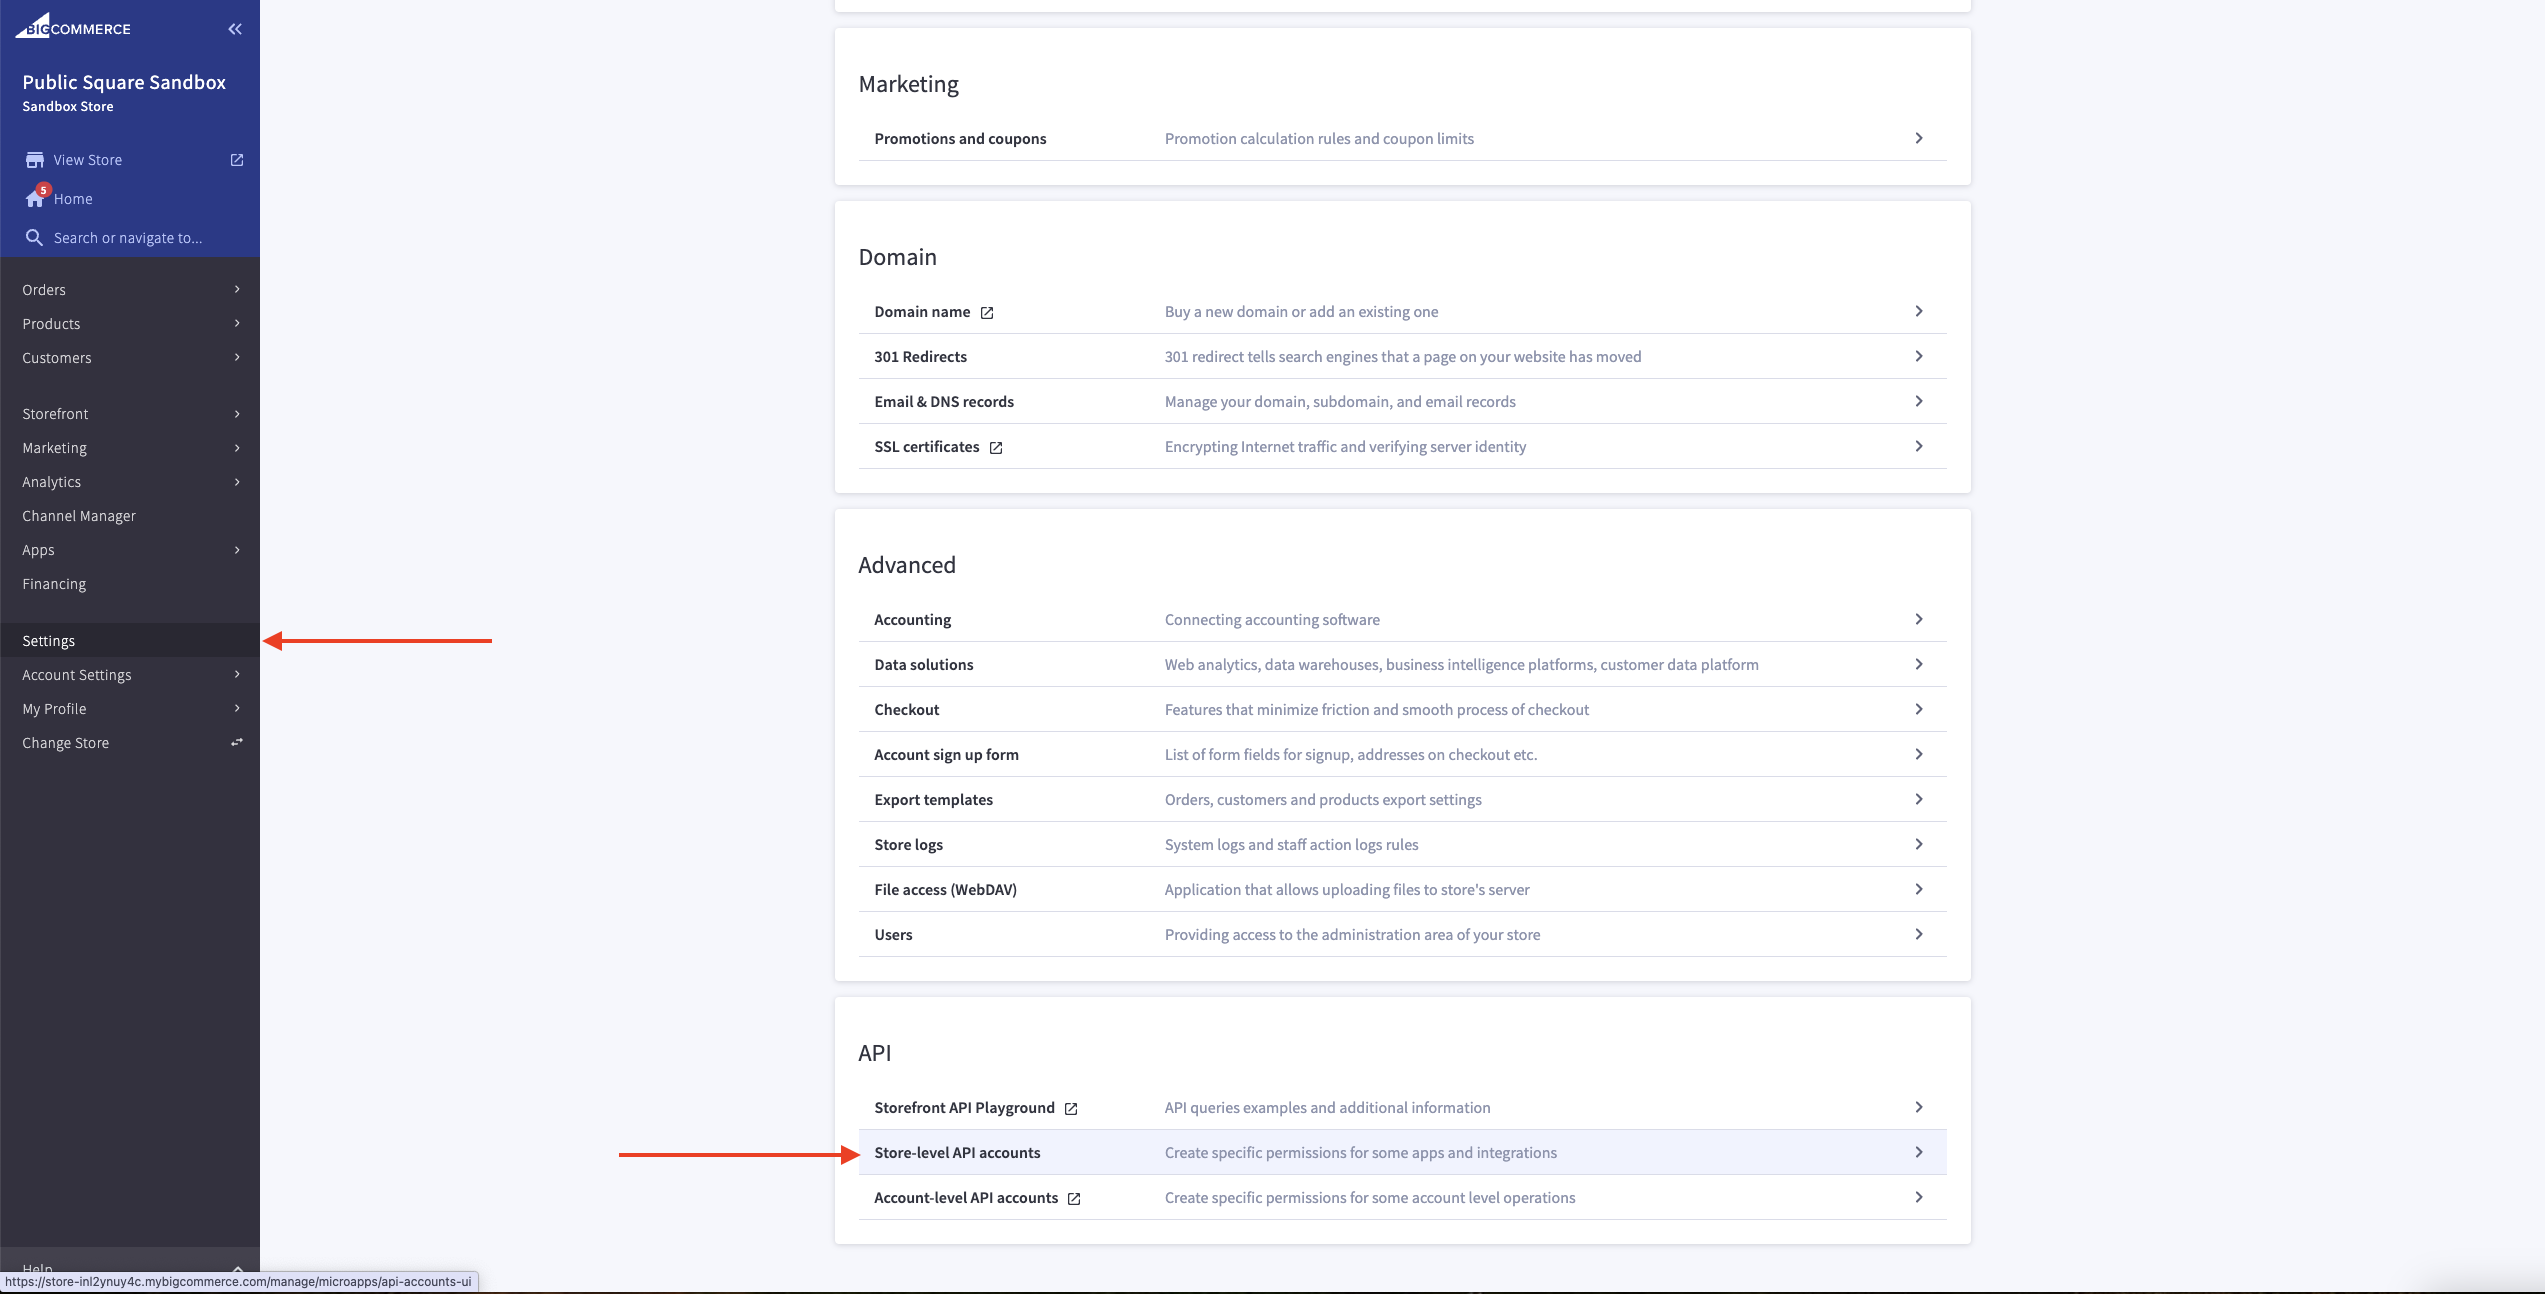 BIGCOMMERCE
Public Square Sandbox
Sandbox Store
View Store
5
Home
Search or navigate to...
Orders
Products
Customers
Storefront
Marketing
Analytics
Channel Manager
Apps
Financing
Settings
Account Settings
My Profile
Change Store
Help
https://store-inl2ynuy4c.mybigcommerce.com/manage/microapps/api-accounts-ui
Marketing
Promotions and coupons Promotion calculation rules and coupon limits
Domain
Domain name Buy a new domain or add an existing one
301 Redirects 301 redirect tells search engines that a page on your website has moved
Email & DNS records Manage your domain, subdomain, and email records
SSL certificates Encrypting Internet traffic and verifying server identity
Advanced
Accounting Connecting accounting software
Data solutions Web analytics, data warehouses, business intelligence platforms, customer data platform
Checkout Features that minimize friction and smooth process of checkout
Account sign up form List of form fields for signup, addresses on checkout etc.
Export templates Orders, customers and products export settings
Store logs System logs and staff action logs rules
File access (WebDAV) Application that allows uploading files to store's server
Users Providing access to the administration area of your store
API
Storefront API Playground API queries examples and additional information
Store-level API accounts Create specific permissions for some apps and integrations
Account-level API accounts Create specific permissions for some account level operations